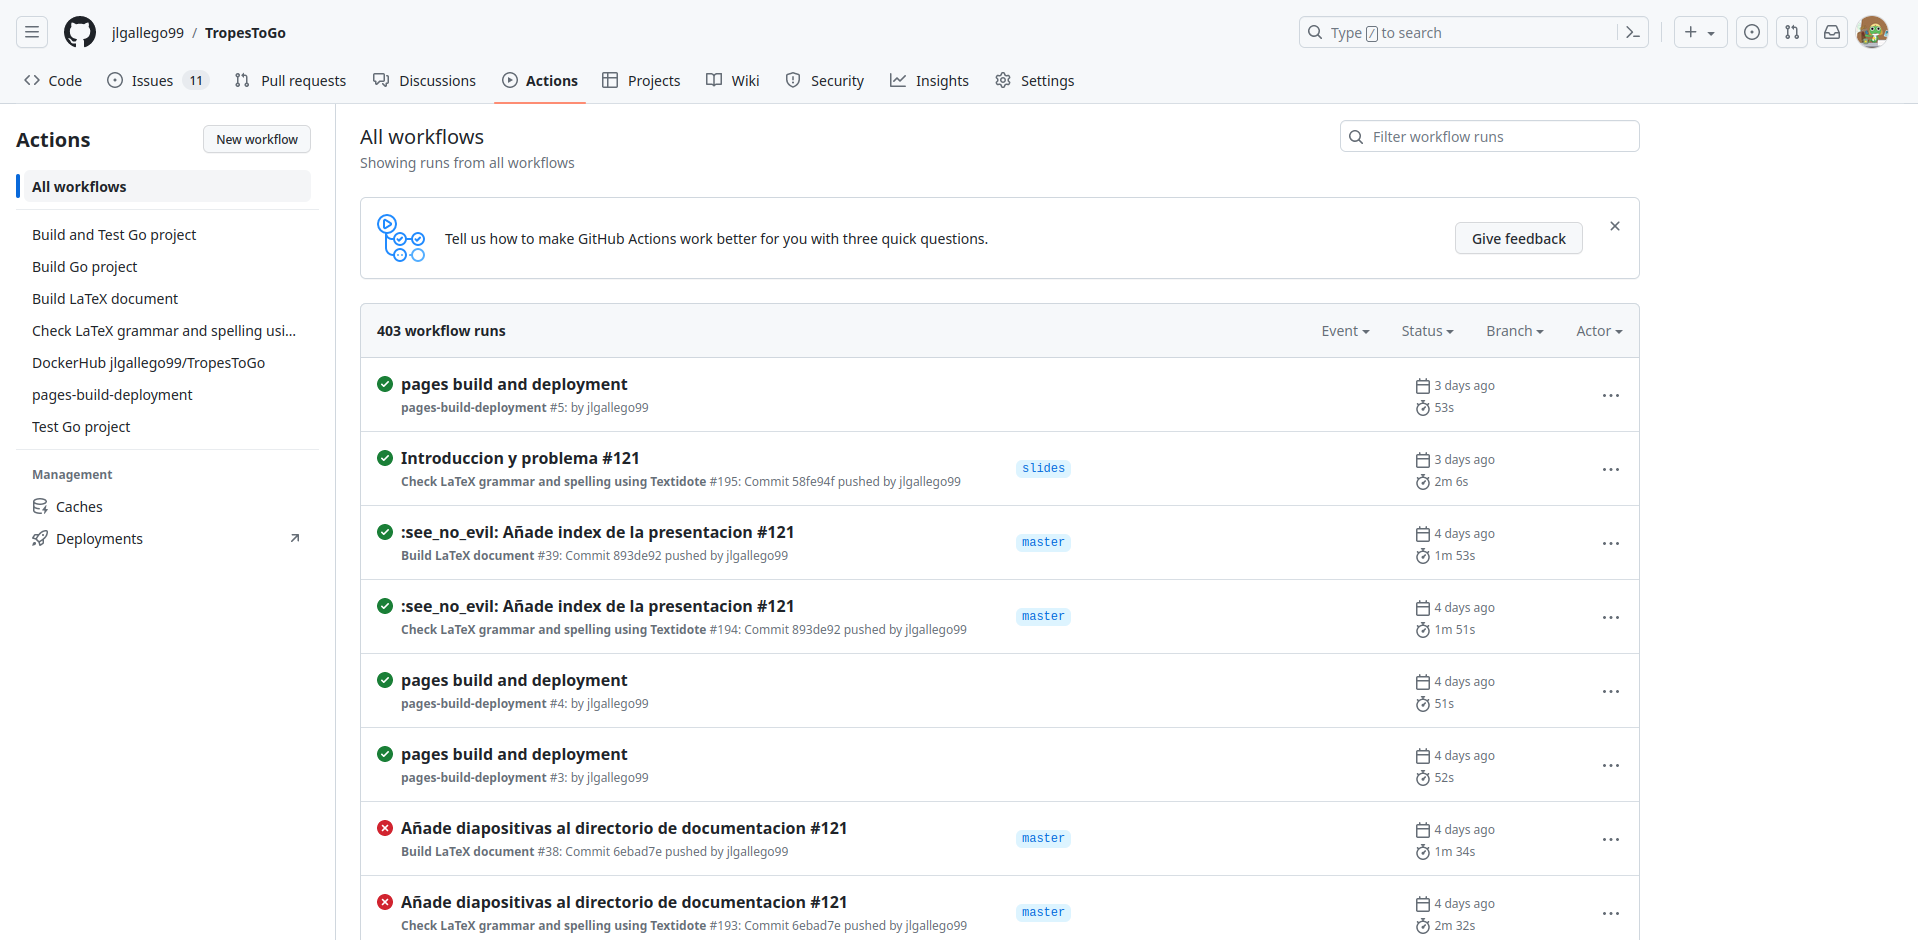 jlgallego99 / TropesToGo
Type / to search
Code
Issues 11
Pull requests
Discussions
Actions
Projects
Wiki
Security
Insights
Settings
Actions
New workflow
All workflows
Build and Test Go project
Build Go project
Build LaTeX document
Check LaTeX grammar and spelling usi...
DockerHub jlgallego99/TropesToGo
pages-build-deployment
Test Go project
Management
Caches
Deployments
All workflows
Showing runs from all workflows
Filter workflow runs
Tell us how to make GitHub Actions work better for you with three quick questions.
Give feedback
403 workflow runs
Event
Status
Branch
Actor
pages build and deployment
pages-build-deployment #5: by jlgallego99
3 days ago
53s
Introduccion y problema #121
Check LaTeX grammar and spelling using Textidote #195: Commit 58fe94f pushed by jlgallego99
slides
3 days ago
2m 6s
:see_no_evil: Añade index de la presentacion #121
Build LaTeX document #39: Commit 893de92 pushed by jlgallego99
master
4 days ago
1m 53s
:see_no_evil: Añade index de la presentacion #121
Check LaTeX grammar and spelling using Textidote #194: Commit 893de92 pushed by jlgallego99
master
4 days ago
1m 51s
pages build and deployment
pages-build-deployment #4: by jlgallego99
4 days ago
51s
pages build and deployment
pages-build-deployment #3: by jlgallego99
4 days ago
52s
Añade diapositivas al directorio de documentacion #121
Build LaTeX document #38: Commit 6ebad7e pushed by jlgallego99
master
4 days ago
1m 34s
Añade diapositivas al directorio de documentacion #121
Check LaTeX grammar and spelling using Textidote #193: Commit 6ebad7e pushed by jlgallego99
master
4 days ago
2m 32s